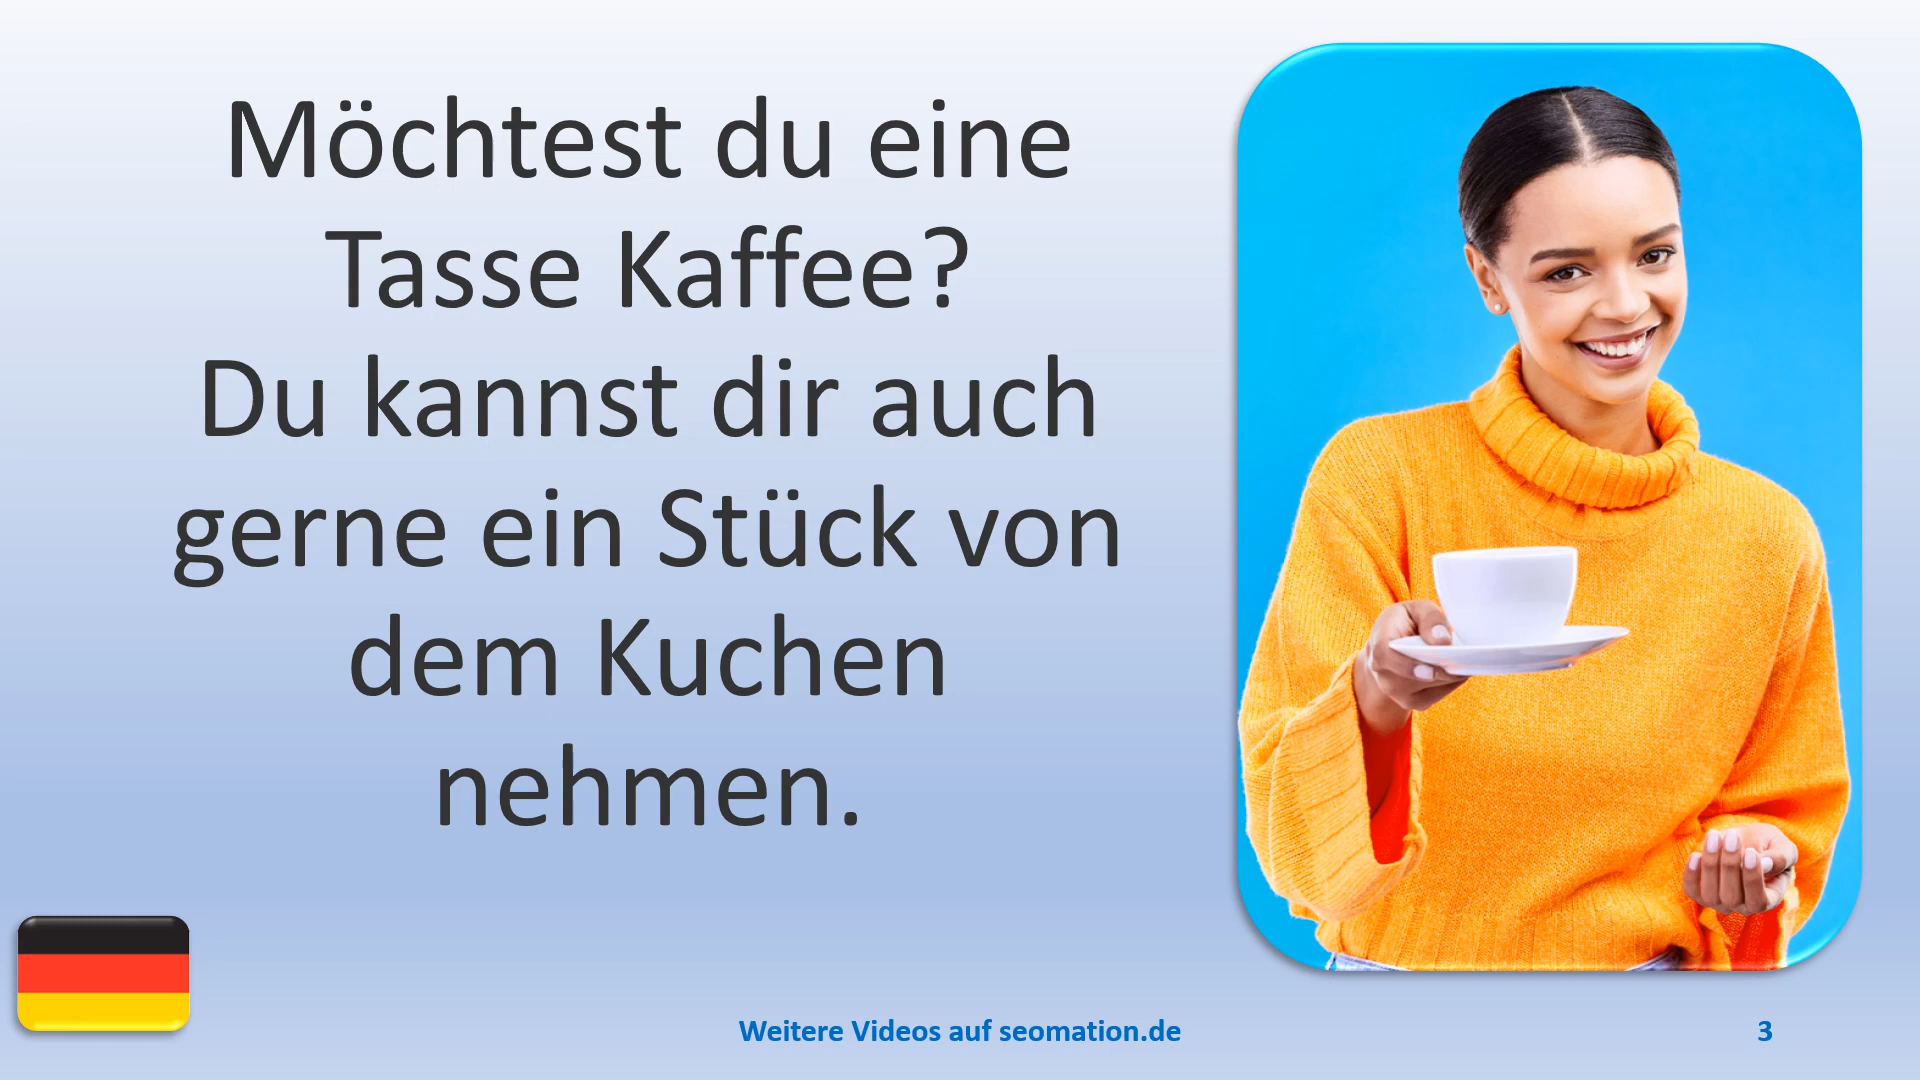 Möchtest du eine
Tasse Kaffee?
Du kannst dir auch
gerne ein Stück von
dem Kuchen
nehmen.
Weitere Videos auf seomation.de
3